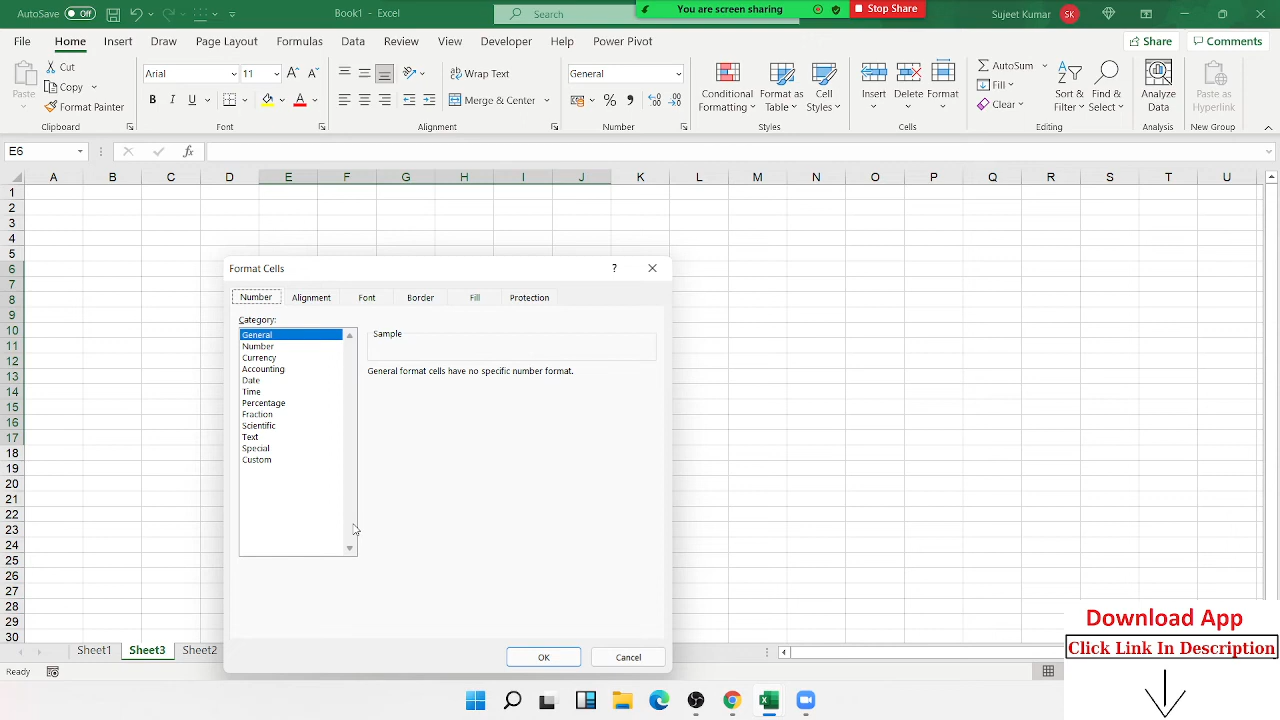 AutoSave Off Book1 - Excel Search You are screen sharing Stop Share Sujeet Kumar SK
File Home Insert Draw Page Layout Formulas Data Review View Developer Help Power Pivot Share Comments
Paste Cut Copy Format Painter Clipboard
Arial 11 B I U A Font
Wrap Text Merge & Center Alignment
General % , Number
Conditional Formatting Format as Table Cell Styles Styles
Insert Delete Format Cells
AutoSum Fill Clear Sort & Filter Find & Select Editing
Analyze Data Analysis
Paste as Hyperlink New Group
E6 fx
A B C D E F G H I J K L M N O P Q R S T U
1
2
3
4
5
6
7
8
9
10
11
12
13
14
15
16
17
18
19
20
21
22
23
24
25
26
27
28
29
30
Format Cells ?
Number Alignment Font Border Fill Protection
Category:
General
Number
Currency
Accounting
Date
Time
Percentage
Fraction
Scientific
Text
Special
Custom
Sample
General format cells have no specific number format.
OK Cancel
Sheet1 Sheet3 Sheet2
Ready
Download App
Click Link In Description